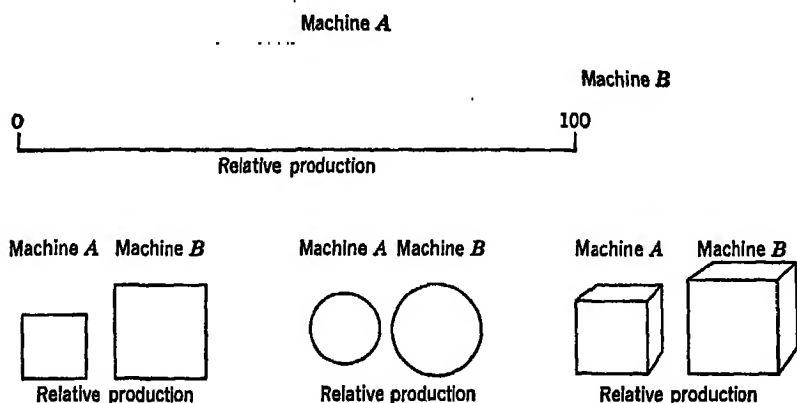 Machine A
Machine B
0 100
Relative production
Machine A Machine B Machine A Machine B Machine A Machine B
Relative production Relative production Relative production